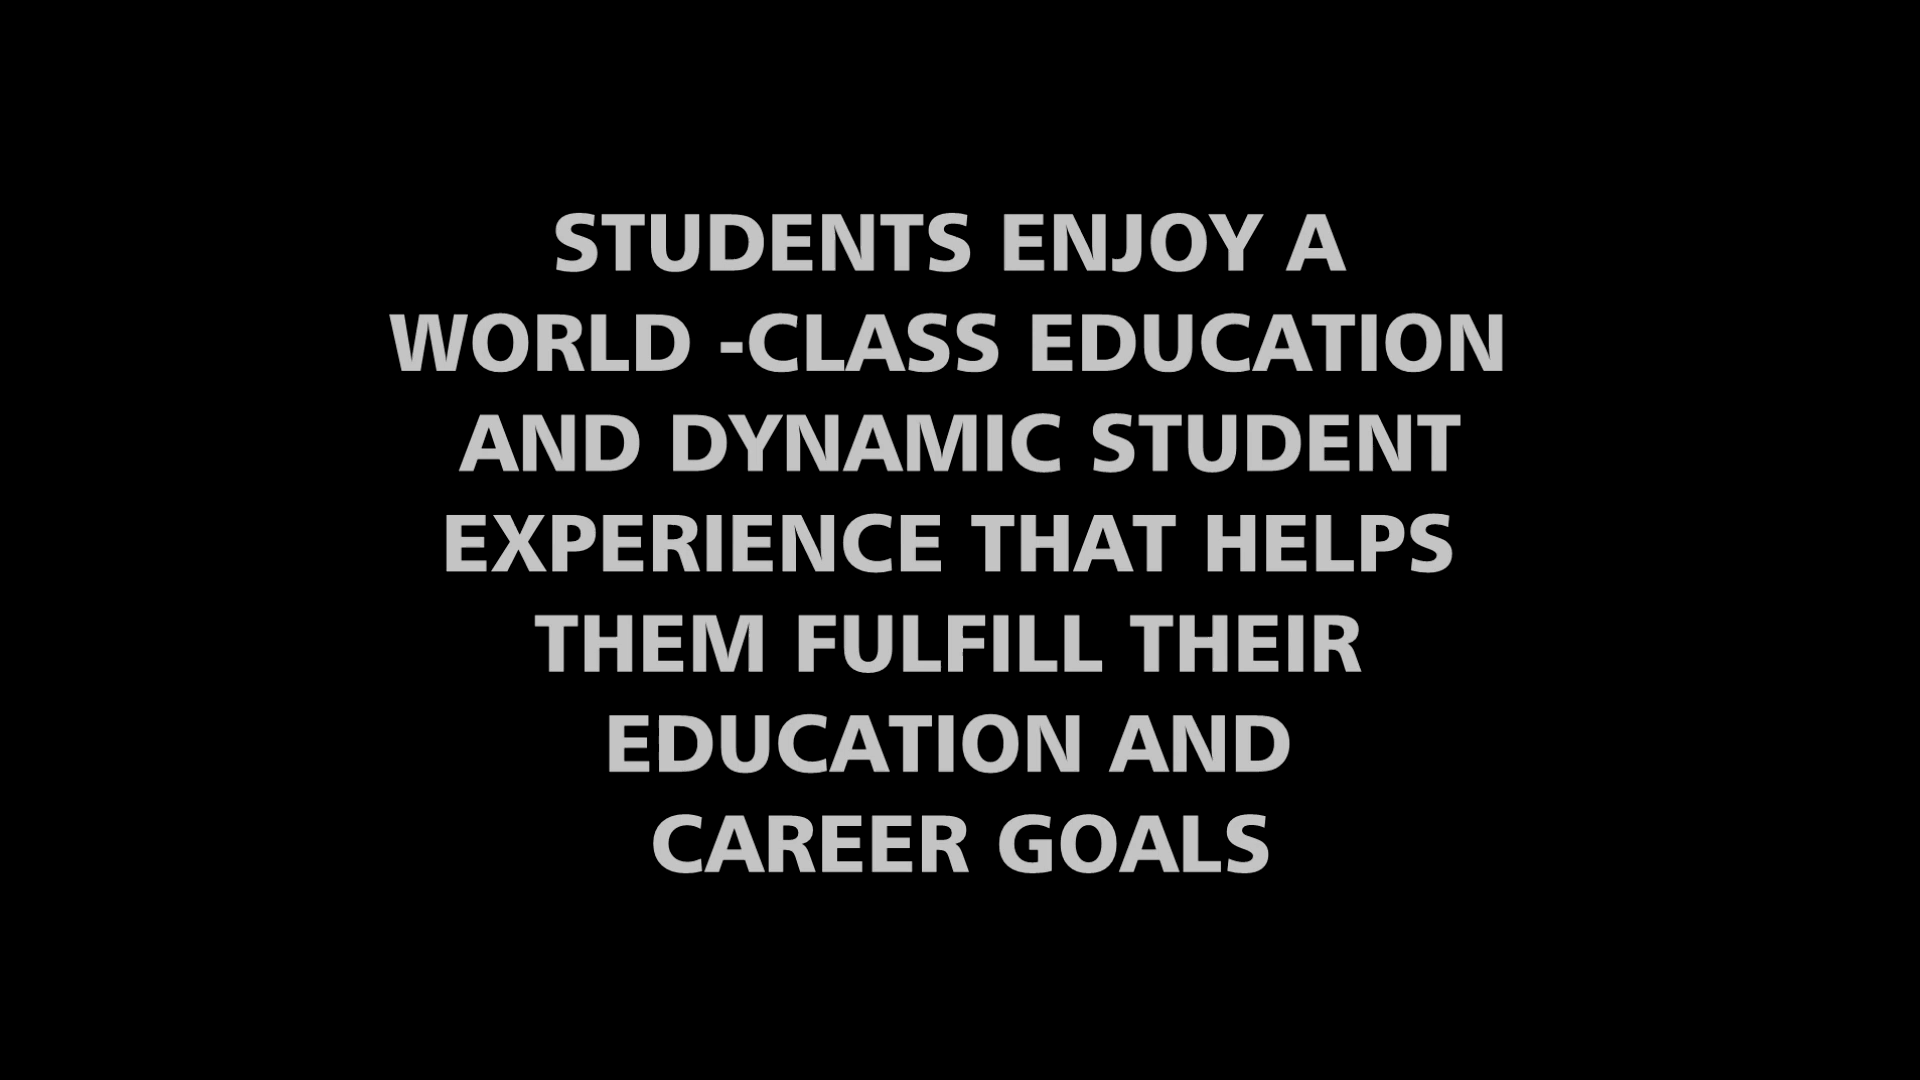 STUDENTS ENJOY A
WORLD -CLASS EDUCATION
AND DYNAMIC STUDENT
EXPERIENCE THAT HELPS
THEM FULFILL THEIR
EDUCATION AND
CAREER GOALS